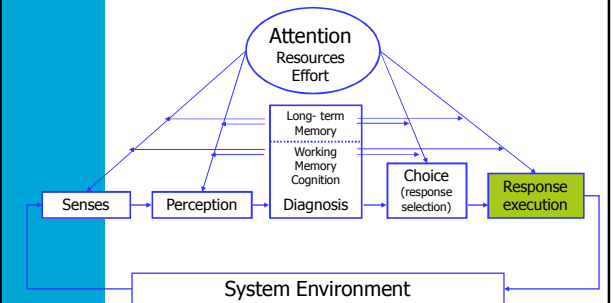 Attention
Resources
Effort
Long- term
Memory
Working
Memory
Cognition
Diagnosis
Senses
Perception
Choice
(response
selection)
Response
execution
System Environment